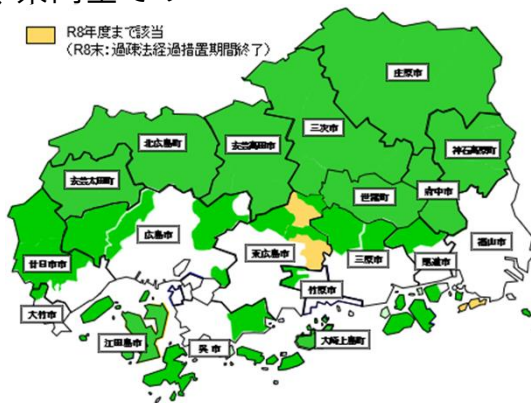 R8年度まで該当
(R8末:過疎法経過措置期間終了)
庄原市
三次市
北広島町
安芸高田市
神石高原町
安芸太田町
世羅町
府中市
広島市
福山市
廿日市市
東広島市
三原市
尾道市
竹原市
大竹市
江田島市
呉市
大崎上島町